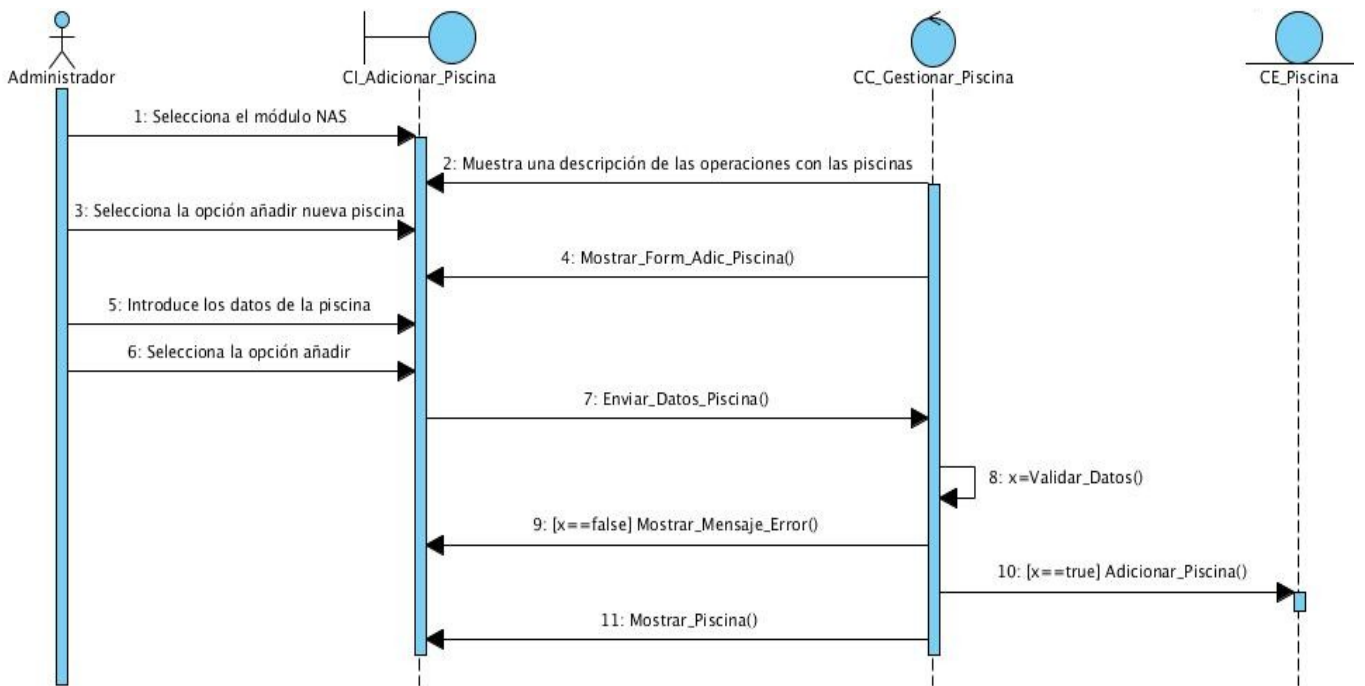 Administrador
CI_Adicionar_Piscina
CC_Gestionar_Piscina
CE_Piscina
1: Selecciona el módulo NAS
2: Muestra una descripción de las operaciones con las piscinas
3: Selecciona la opción añadir nueva piscina
4: Mostrar_Form_Adic_Piscina()
5: Introduce los datos de la piscina
6: Selecciona la opción añadir
7: Enviar_Datos_Piscina()
8: x=Validar_Datos()
9: [x==false] Mostrar_Mensaje_Error()
10: [x==true] Adicionar_Piscina()
11: Mostrar_Piscina()